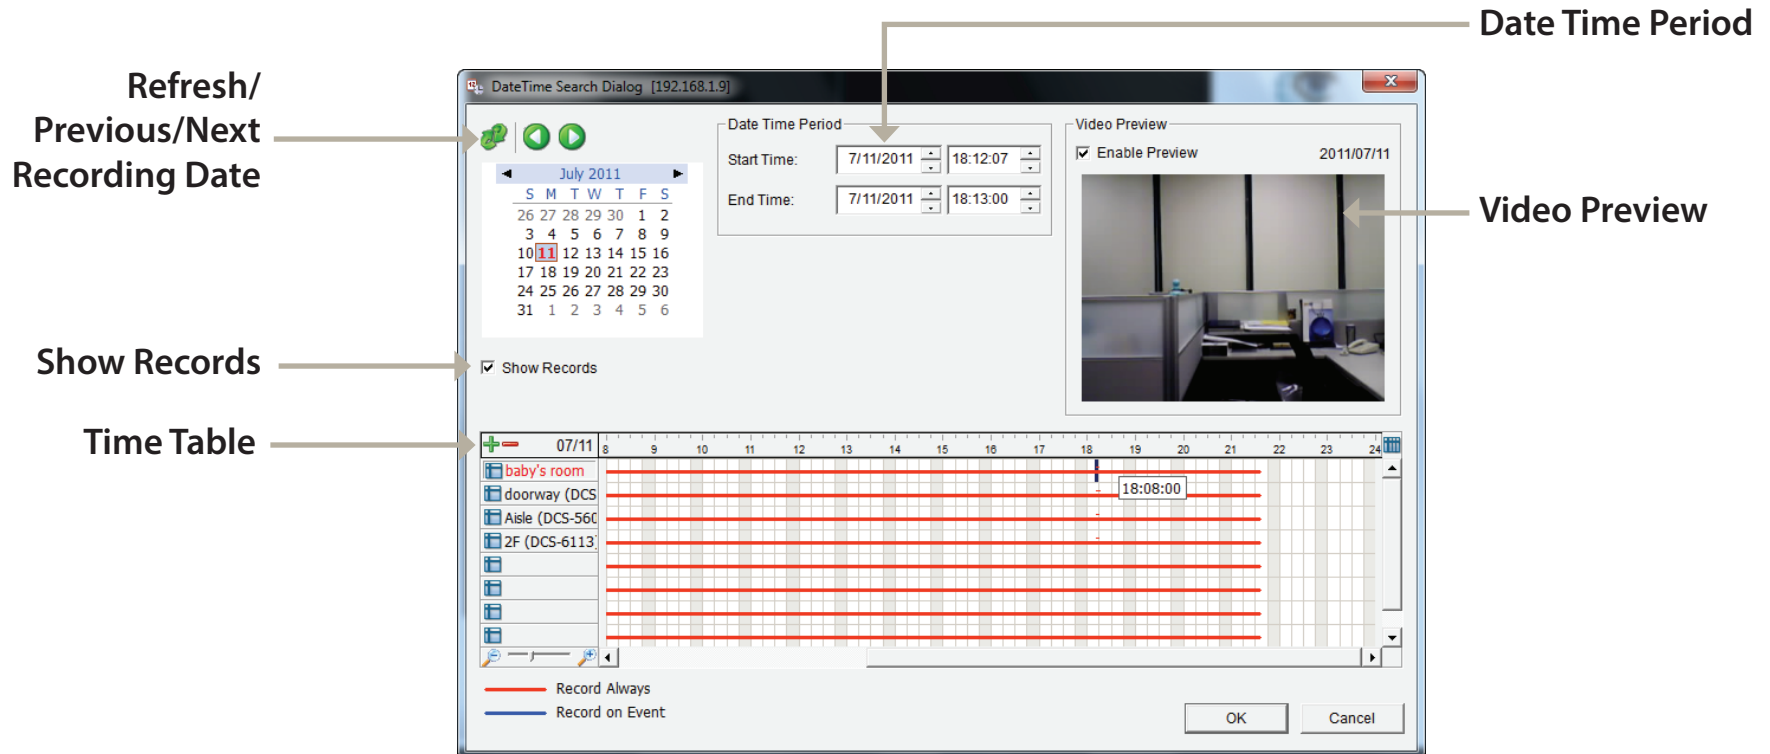 Date Time Period
Refresh/
Previous/Next
Recording Date
DateTime Search Dialog [192.168.1.9]
Date Time Period
Start Time: 7/11/2011 18:12:07
End Time: 7/11/2011 18:13:00
Video Preview
Enable Preview 2011/07/11
Video Preview
July 2011
S M T W T F S
26 27 28 29 30 1 2
3 4 5 6 7 8 9
10 11 12 13 14 15 16
17 18 19 20 21 22 23
24 25 26 27 28 29 30
31 1 2 3 4 5 6
Show Records
Show Records
Time Table
07/11 8 9 10 11 12 13 14 15 16 17 18 19 20 21 22 23 24
baby's room
18:08:00
doorway (DCS
Aisle (DCS-560
2F (DCS-6113)
Record Always
Record on Event
OK Cancel